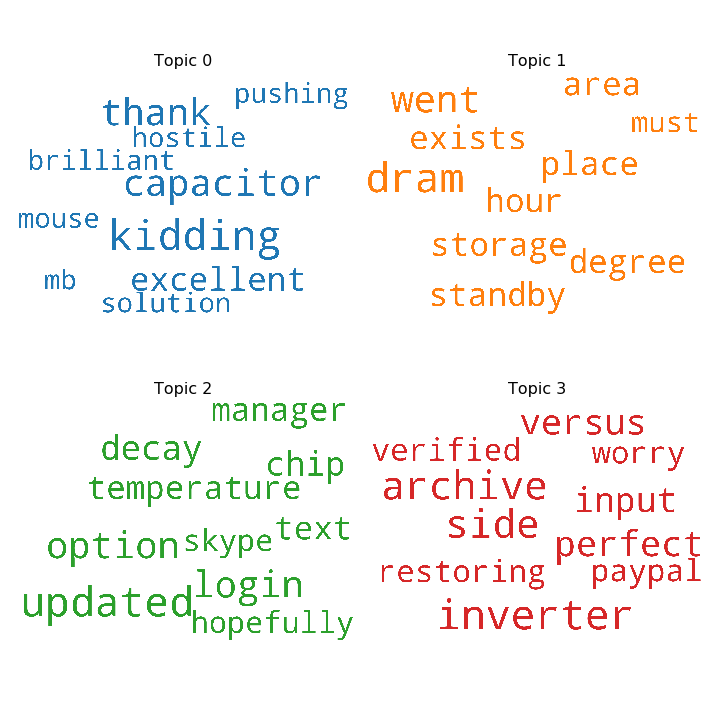 Topic 0
pushing
thank
hostile
brilliant
capacitor
mouse
kidding
mb
excellent
solution
Topic 1
area
went
must
exists
place
dram
hour
storage
degree
standby
Topic 2
manager
decay
chip
temperature
text
option
skype
login
updated
hopefully
Topic 3
versus
verified
worry
archive
input
side
perfect
restoring
paypal
inverter